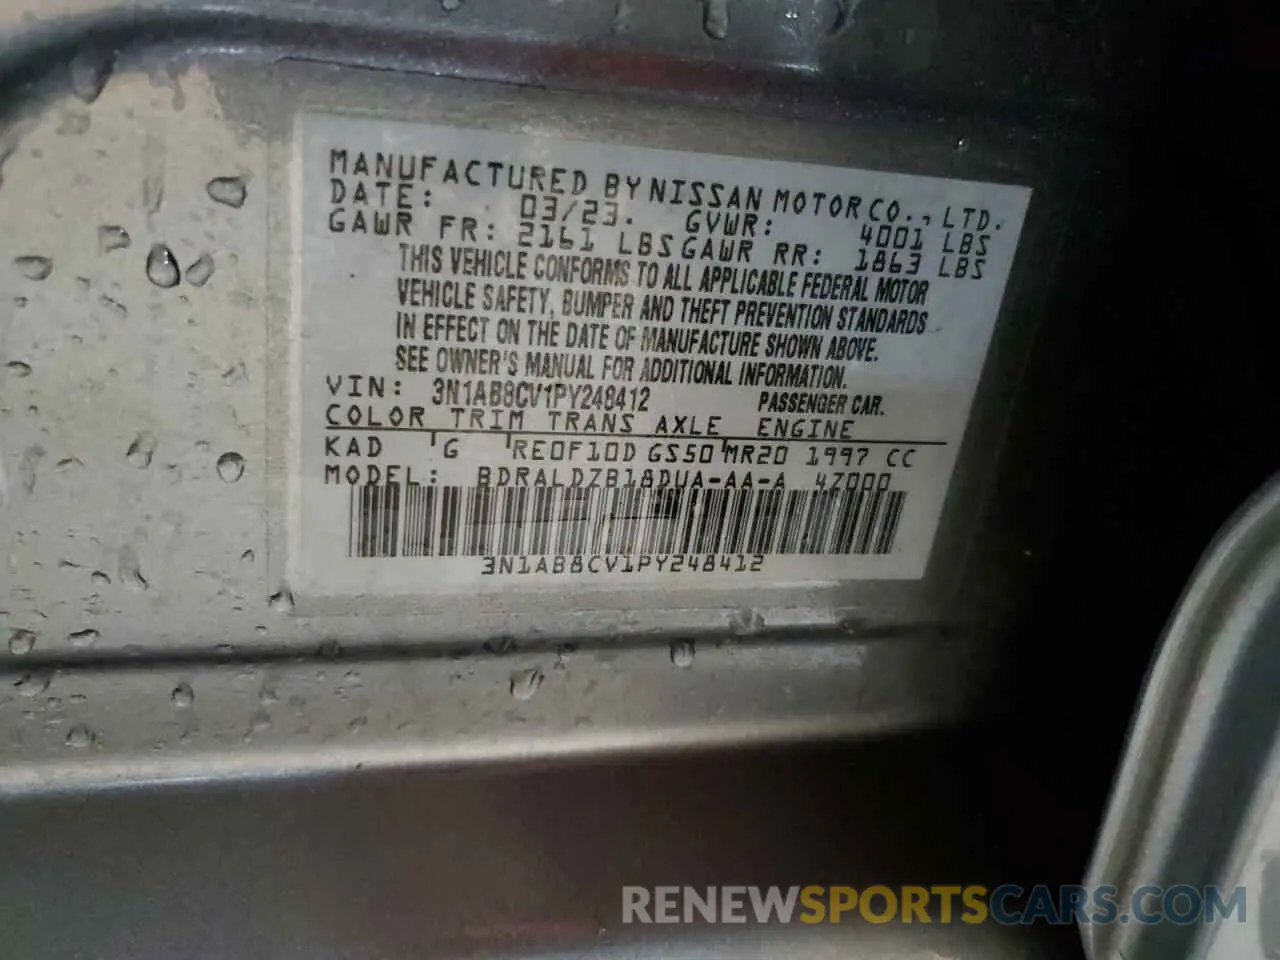 MANUFACTURED BY NISSAN MOTOR CO., LTD.
DATE: 03/23. GVWR: 4001 LBS
GAWR FR: 2161 LBS GAWR RR: 1863 LBS
THIS VEHICLE CONFORMS TO ALL APPLICABLE FEDERAL MOTOR
VEHICLE SAFETY, BUMPER AND THEFT PREVENTION STANDARDS
IN EFFECT ON THE DATE OF MANUFACTURE SHOWN ABOVE.
SEE OWNER'S MANUAL FOR ADDITIONAL INFORMATION.
VIN: 3N1AB8CV1PY248412 PASSENGER CAR.
COLOR TRIM TRANS AXLE ENGINE
KAD G RE0F10D GS50 MR20 1997 CC
MODEL: BDRALDZB18DUA-AA-A 47000
3N1AB8CV1PY248412
RENEWSPORTSCARS.COM